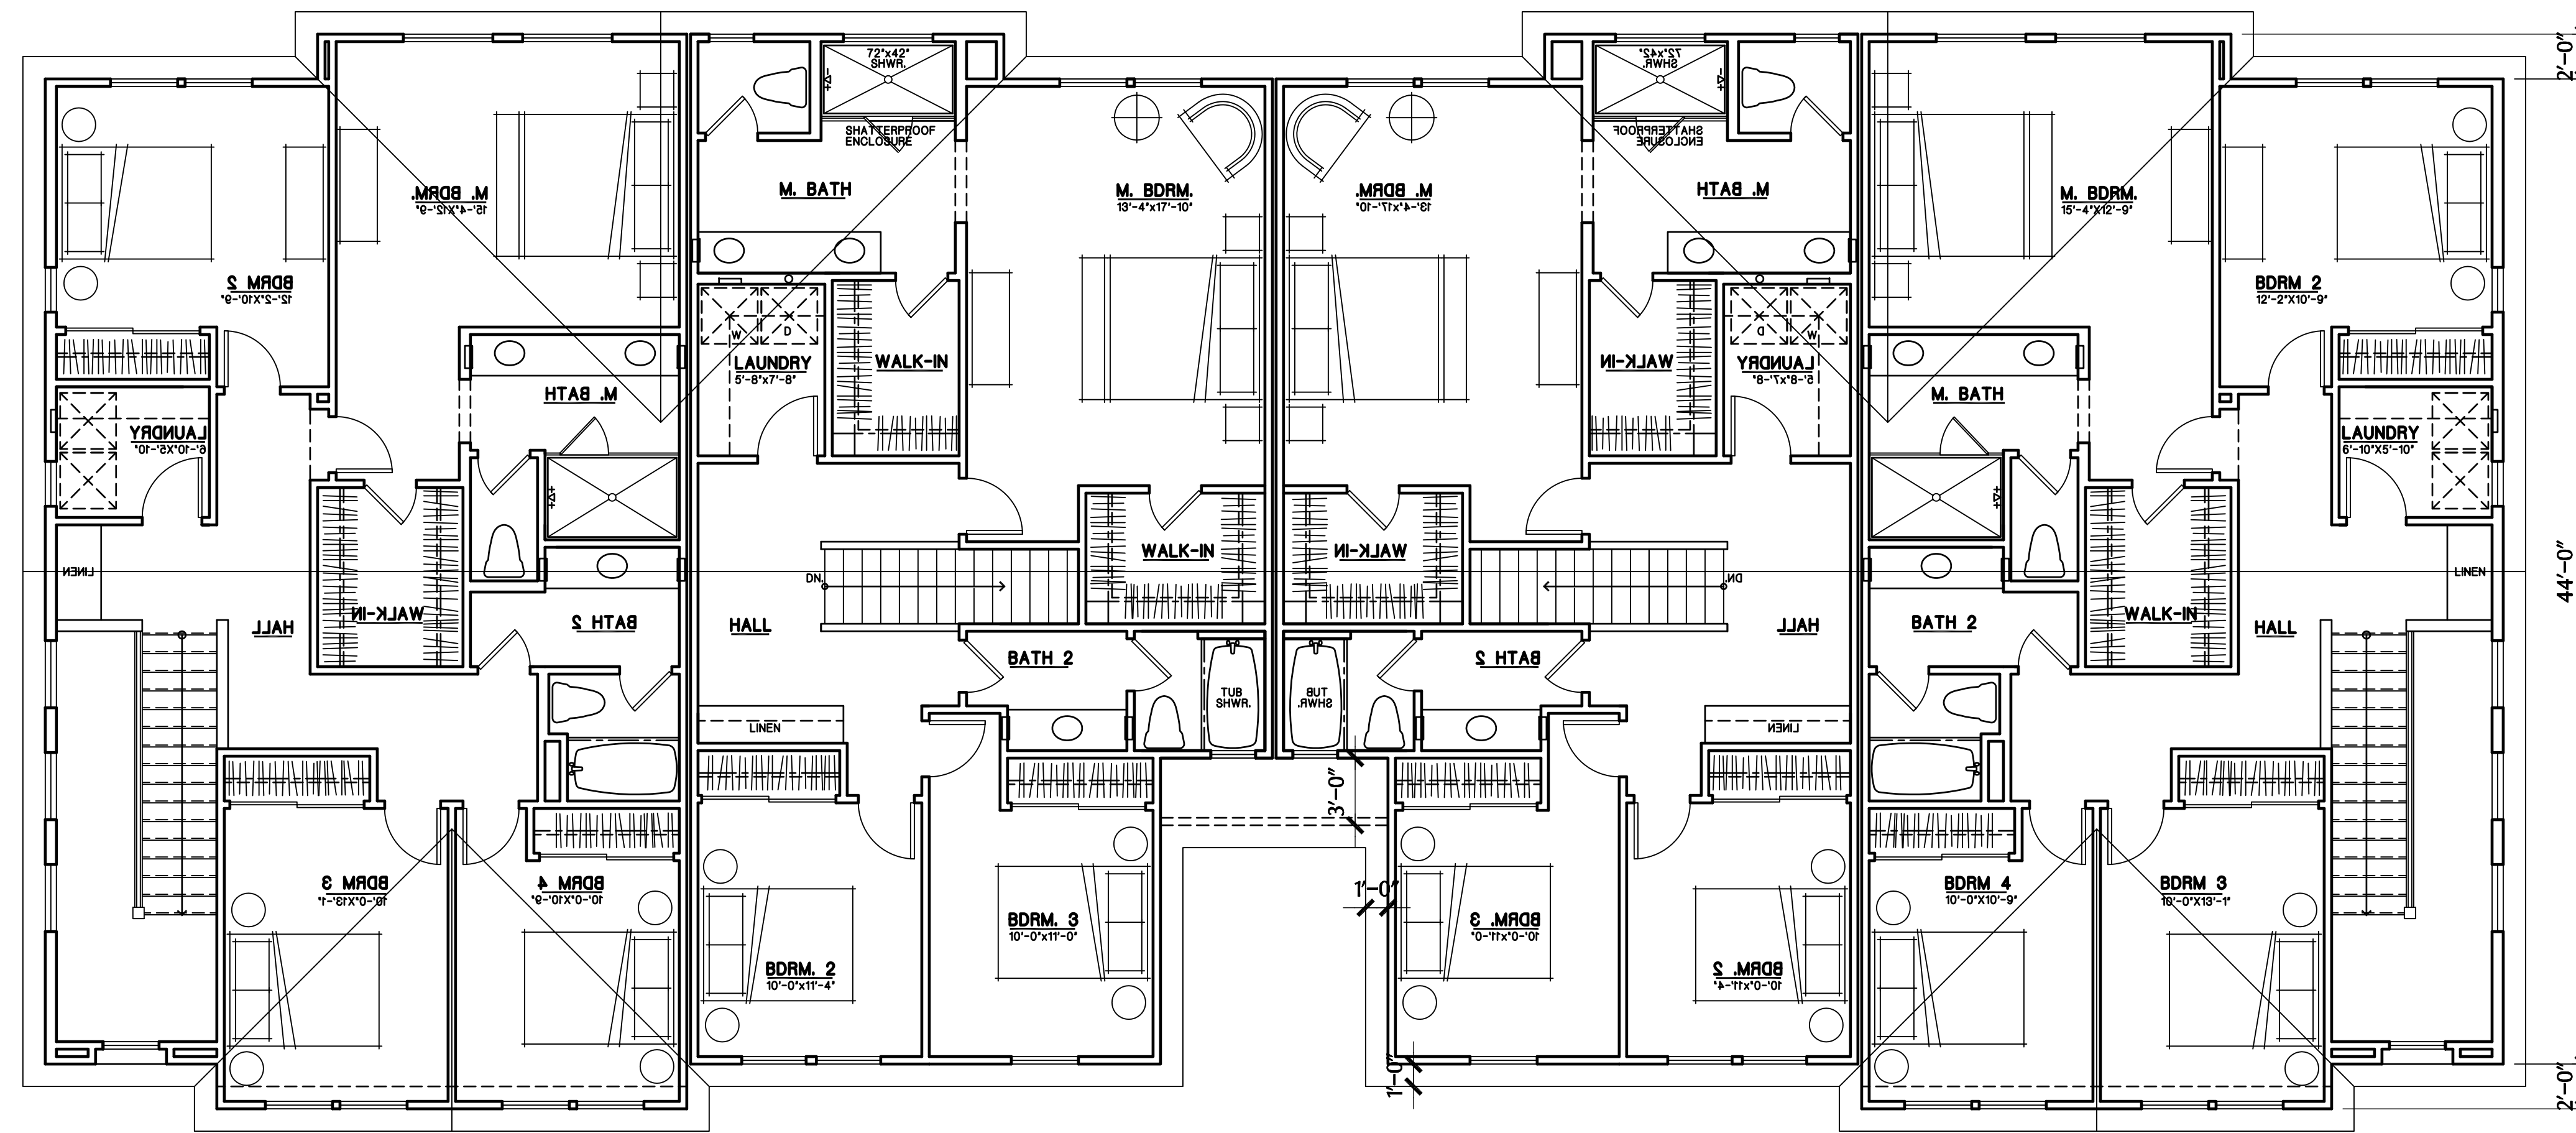 M. BDRM.
15'-4"X12'-9"
BDRM 2
12'-2"X10'-9"
M. BATH
LAUNDRY
6'-10"X5'-10"
LINEN
HALL
WALK-IN
BATH 2
BDRM 3
10'-0"X13'-1"
BDRM 4
10'-0"X10'-9"
72"x42"
SHWR.
SHATTERPROOF
ENCLOSURE
M. BATH
M. BDRM.
13'-4"x17'-10"
W
D
LAUNDRY
5'-8"x7'-8"
WALK-IN
WALK-IN
DN.
HALL
BATH 2
TUB
SHWR.
LINEN
BDRM. 3
10'-0"x11'-0"
BDRM. 2
10'-0"x11'-4"
72"x42"
SHWR.
SHATTERPROOF
ENCLOSURE
M. BDRM.
13'-4"x17'-10"
M. BATH
D
W
WALK-IN
LAUNDRY
5'-8"x7'-8"
WALK-IN
DN.
HALL
BATH 2
TUB
SHWR.
LINEN
3'-0"
1'-0"
BDRM. 3
10'-0"x11'-0"
BDRM. 2
10'-0"x11'-4"
1'-0"
M. BDRM.
15'-4"X12'-9"
BDRM 2
12'-2"X10'-9"
M. BATH
LAUNDRY
6'-10"X5'-10"
LINEN
WALK-IN
BATH 2
HALL
BDRM 4
10'-0"X10'-9"
BDRM 3
10'-0"X13'-1"
2'-0"
44'-0"
2'-0"